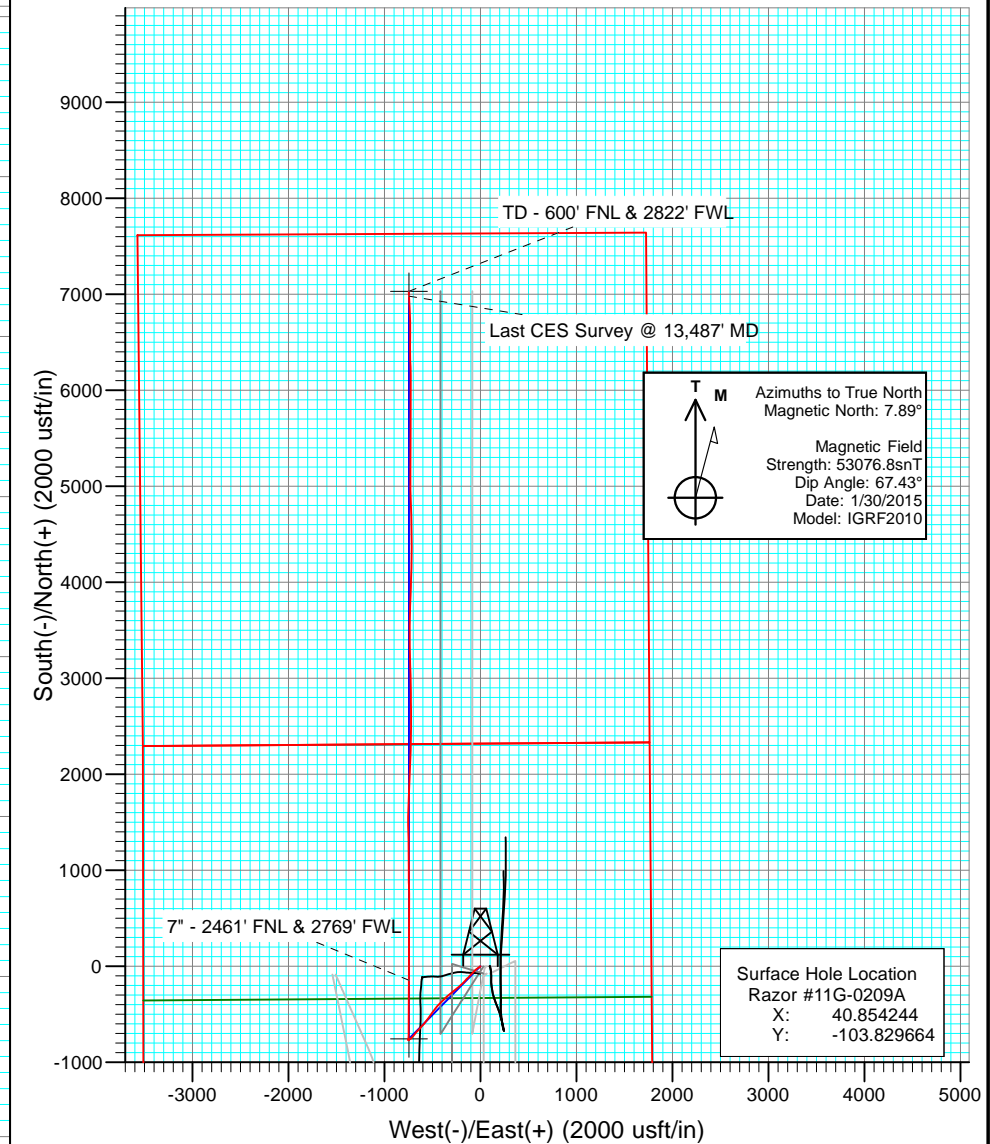 9000
8000
TD - 600' FNL & 2822' FWL
7000
Last CES Survey @ 13,487' MD
6000
T
M
Azimuths to True North
Magnetic North: 7.89°
Magnetic Field
Strength: 53076.8snT
Dip Angle: 67.43°
Date: 1/30/2015
Model: IGRF2010
5000
South(-)/North(+) (2000 usft/in)
4000
3000
2000
1000
7" - 2461' FNL & 2769' FWL
0
Surface Hole Location
Razor #11G-0209A
X: 40.854244
Y: -103.829664
-1000
-3000 -2000 -1000 0 1000 2000 3000 4000 5000
West(-)/East(+) (2000 usft/in)